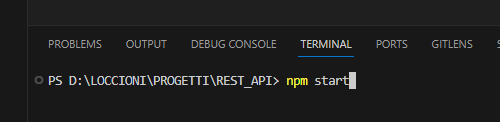 PROBLEMS OUTPUT DEBUG CONSOLE TERMINAL PORTS GITLENS
PS D:\LOCCIONI\PROGETTI\REST_API> npm start